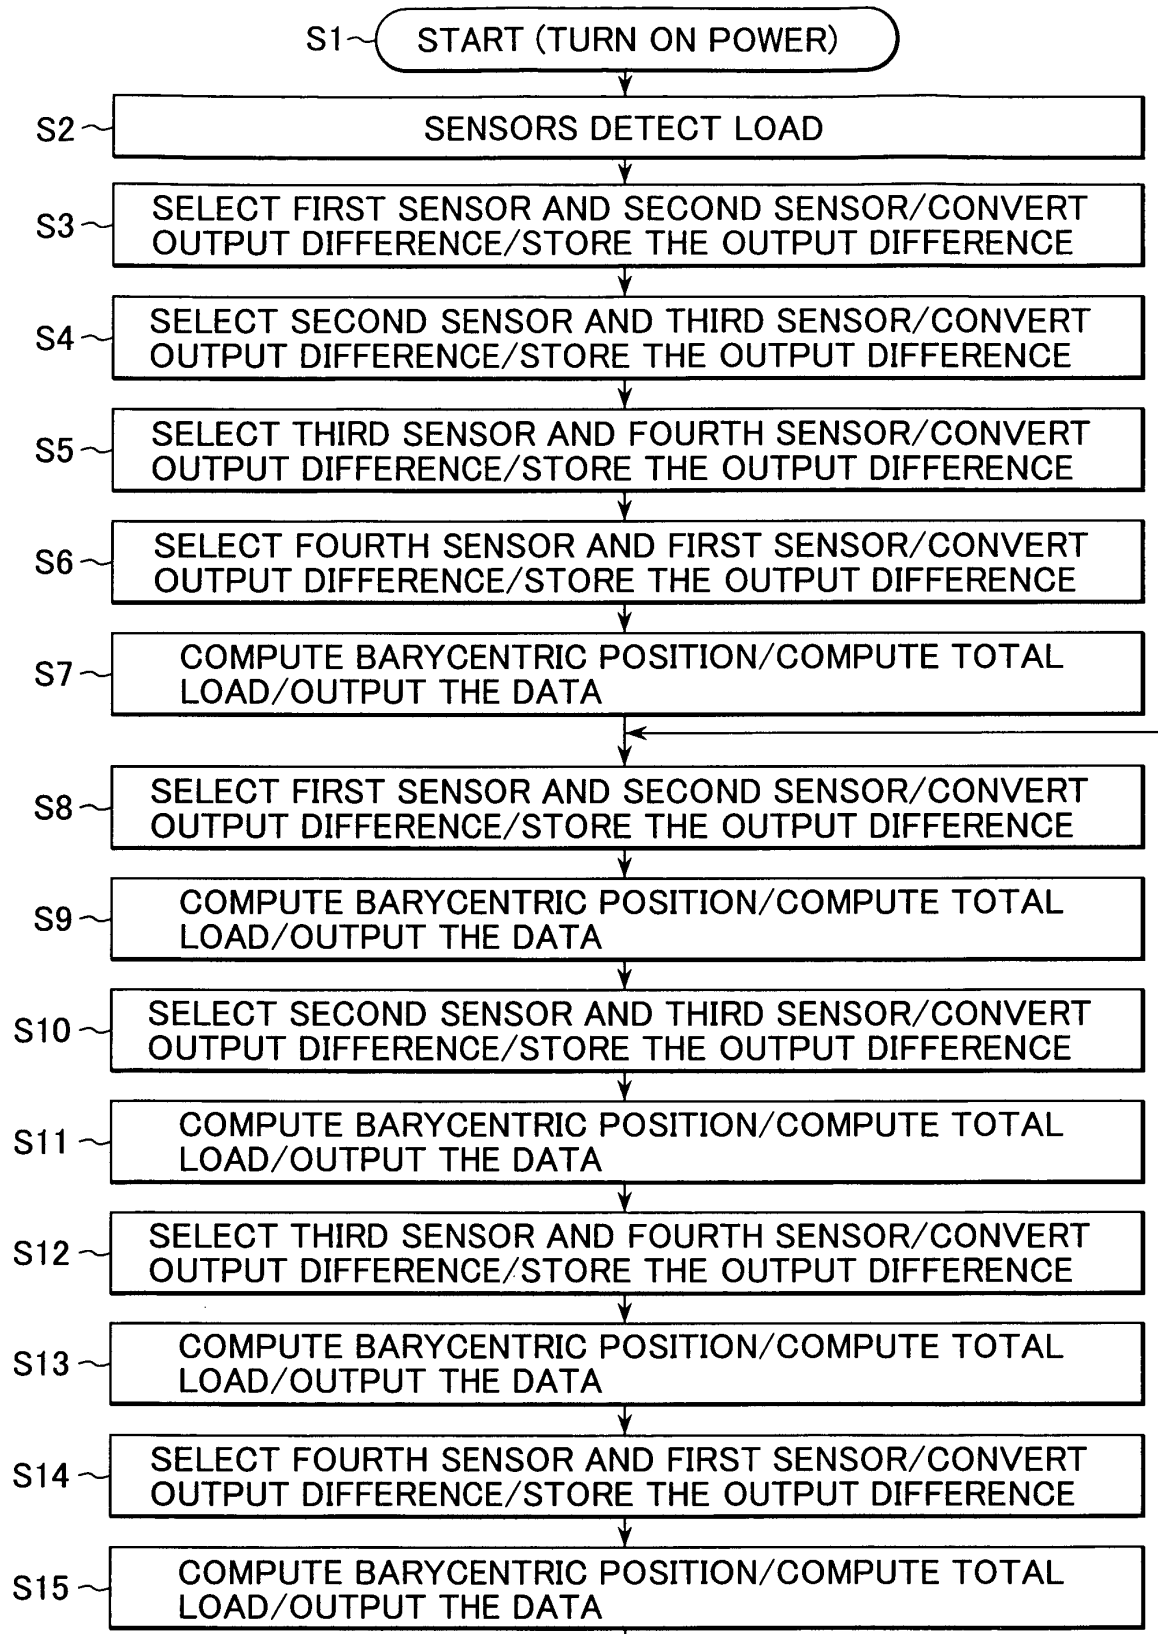 S1 START (TURN ON POWER)
S2 SENSORS DETECT LOAD
S3 SELECT FIRST SENSOR AND SECOND SENSOR/CONVERT
OUTPUT DIFFERENCE/STORE THE OUTPUT DIFFERENCE
S4 SELECT SECOND SENSOR AND THIRD SENSOR/CONVERT
OUTPUT DIFFERENCE/STORE THE OUTPUT DIFFERENCE
S5 SELECT THIRD SENSOR AND FOURTH SENSOR/CONVERT
OUTPUT DIFFERENCE/STORE THE OUTPUT DIFFERENCE
S6 SELECT FOURTH SENSOR AND FIRST SENSOR/CONVERT
OUTPUT DIFFERENCE/STORE THE OUTPUT DIFFERENCE
S7 COMPUTE BARYCENTRIC POSITION/COMPUTE TOTAL
LOAD/OUTPUT THE DATA
S8 SELECT FIRST SENSOR AND SECOND SENSOR/CONVERT
OUTPUT DIFFERENCE/STORE THE OUTPUT DIFFERENCE
S9 COMPUTE BARYCENTRIC POSITION/COMPUTE TOTAL
LOAD/OUTPUT THE DATA
S10 SELECT SECOND SENSOR AND THIRD SENSOR/CONVERT
OUTPUT DIFFERENCE/STORE THE OUTPUT DIFFERENCE
S11 COMPUTE BARYCENTRIC POSITION/COMPUTE TOTAL
LOAD/OUTPUT THE DATA
S12 SELECT THIRD SENSOR AND FOURTH SENSOR/CONVERT
OUTPUT DIFFERENCE/STORE THE OUTPUT DIFFERENCE
S13 COMPUTE BARYCENTRIC POSITION/COMPUTE TOTAL
LOAD/OUTPUT THE DATA
S14 SELECT FOURTH SENSOR AND FIRST SENSOR/CONVERT
OUTPUT DIFFERENCE/STORE THE OUTPUT DIFFERENCE
S15 COMPUTE BARYCENTRIC POSITION/COMPUTE TOTAL
LOAD/OUTPUT THE DATA